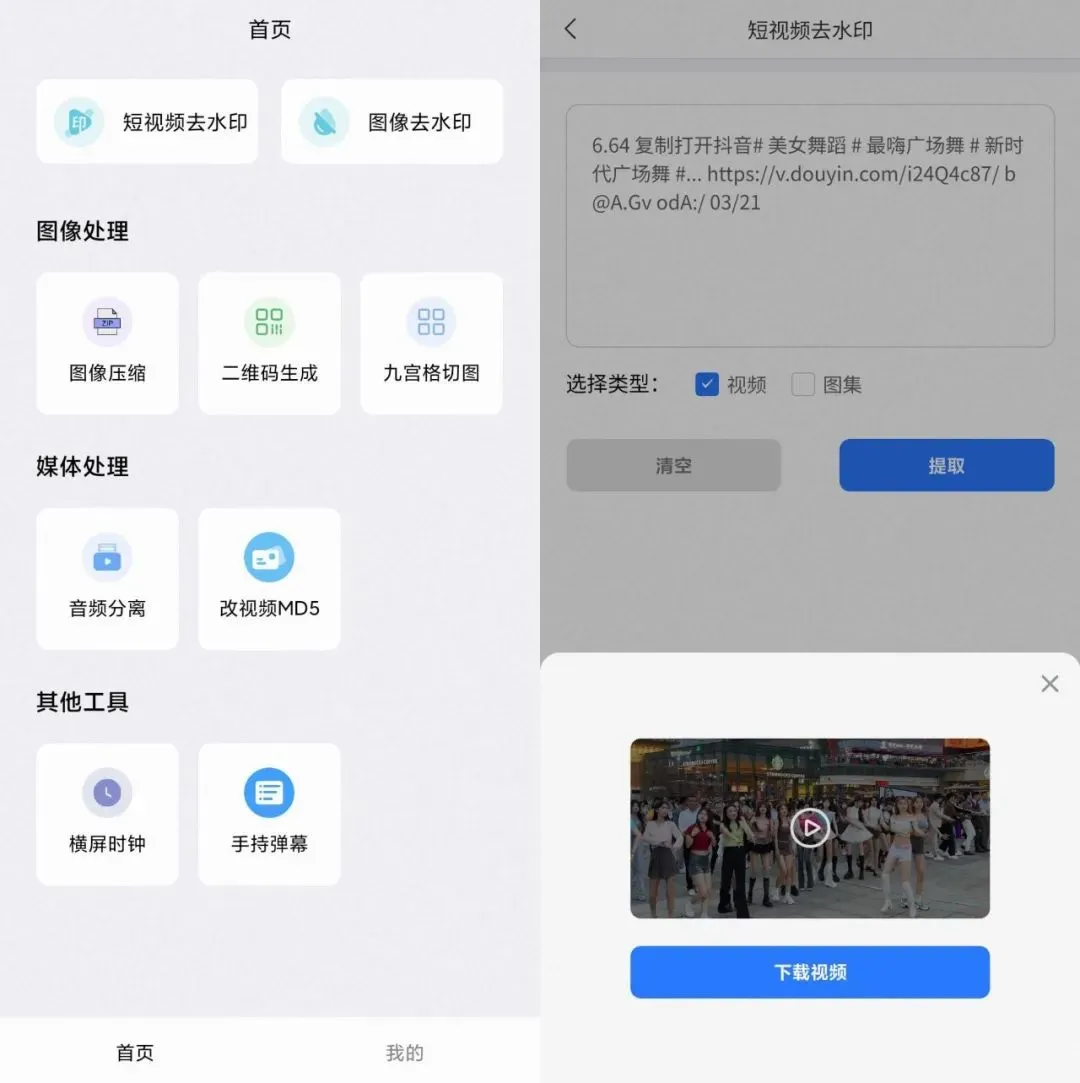 首页
短视频去水印
图像去水印
图像处理
图像压缩
二维码生成
九宫格切图
媒体处理
音频分离
改视频MD5
其他工具
横屏时钟
手持弹幕
首页
我的
短视频去水印
6.64 复制打开抖音# 美女舞蹈 # 最嗨广场舞 # 新时
代广场舞 #... https://v.douyin.com/i24Q4c87/ b
@A.Gv odA:/ 03/21
选择类型：
视频
图集
清空
提取
STARBUCKS COFFEE
下载视频
印
ZIP